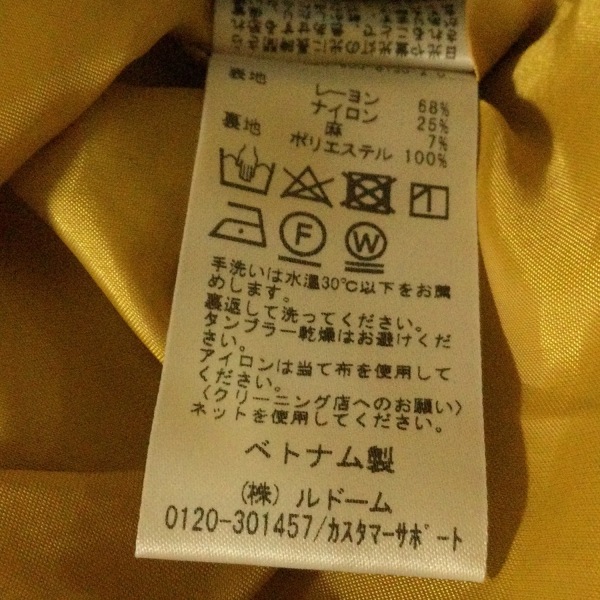 表地 レーヨン 68%
ナイロン 25%
麻 7%
裏地 ポリエステル 100%
F W
手洗いは水温30℃以下をお薦
めします。
裏返して洗ってください。
タンブラー乾燥はお避けくだ
さい。
アイロンは当て布を使用して
ください。
〈クリーニング店へのお願い〉
ネットを使用してください。
ベトナム製
(株) ルドーム
0120-301457/カスタマーサポート